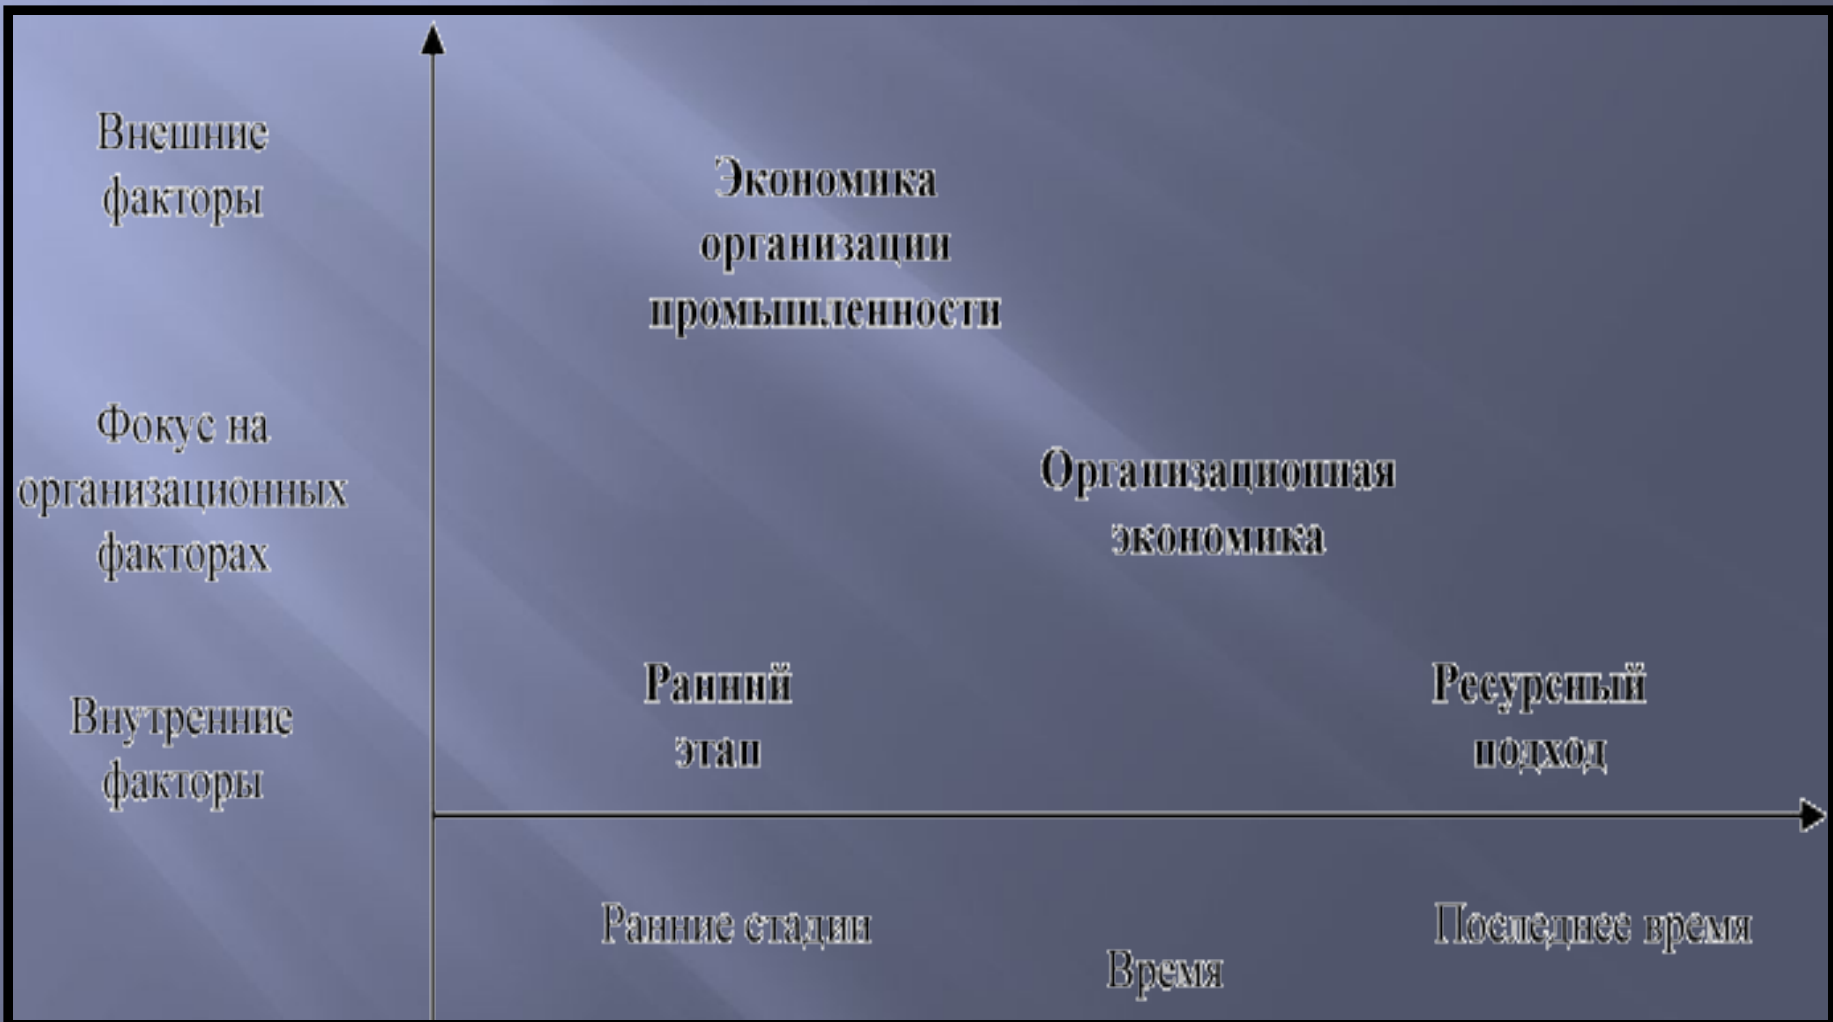 Внешние
факторы
Экономика
организации
промышленности
Фокус на
организационных
факторах
Организационная
экономика
Внутренние
факторы
Ранний
этап
Ресурсный
подход
Ранние стадии
Последнее время
Время